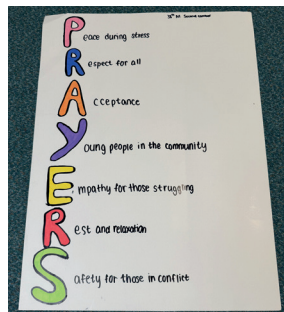 Peace during stress
Respect for all
Acceptance
Young people in the community
Empathy for those struggling
Rest and relaxation
Safety for those in conflict